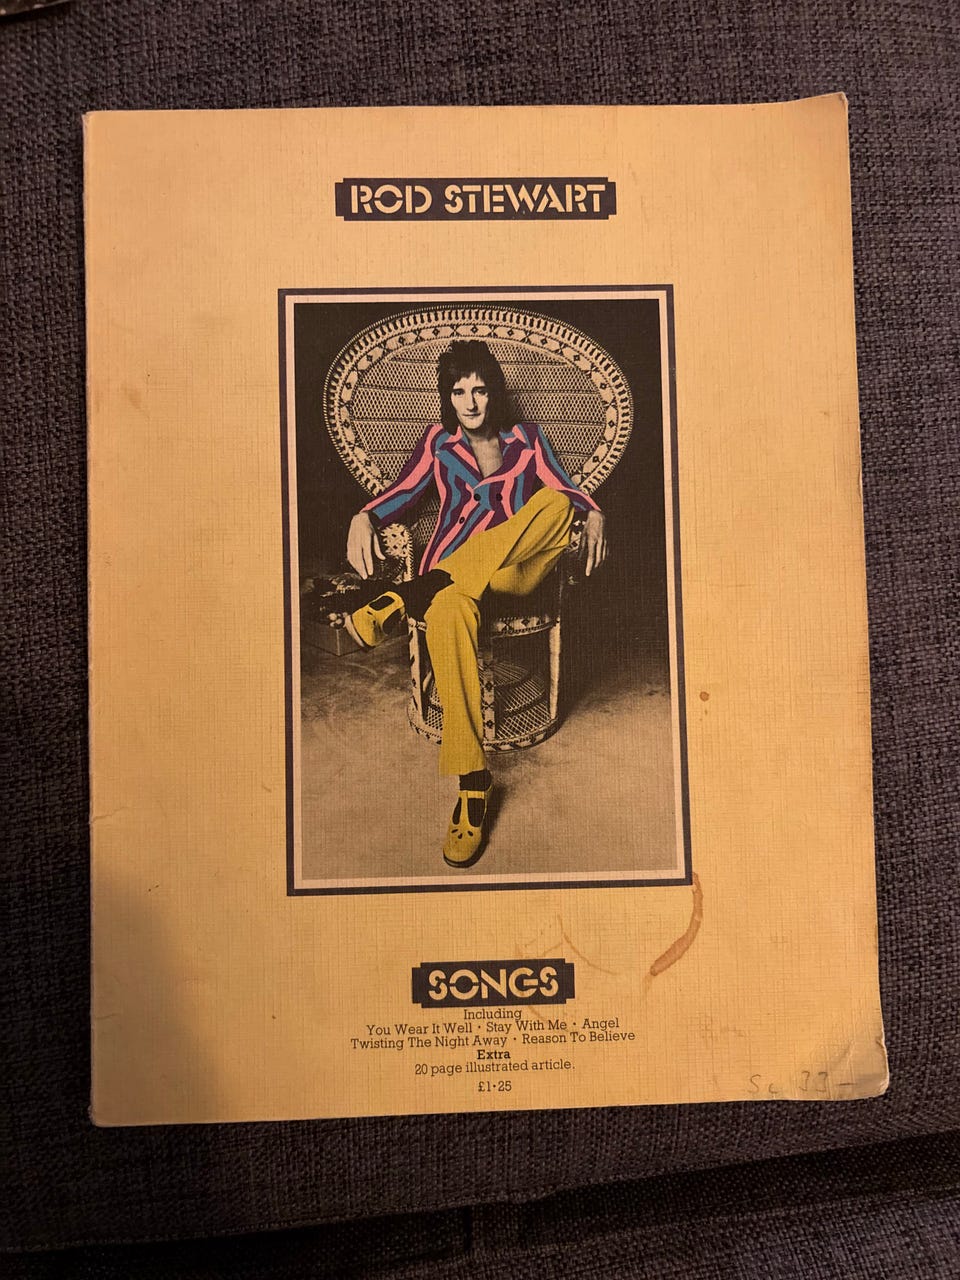 ROD STEWART
SONGS
Including
You Wear It Well · Stay With Me · Angel
Twisting The Night Away · Reason To Believe
Extra
20 page illustrated article.
£1·25
33-